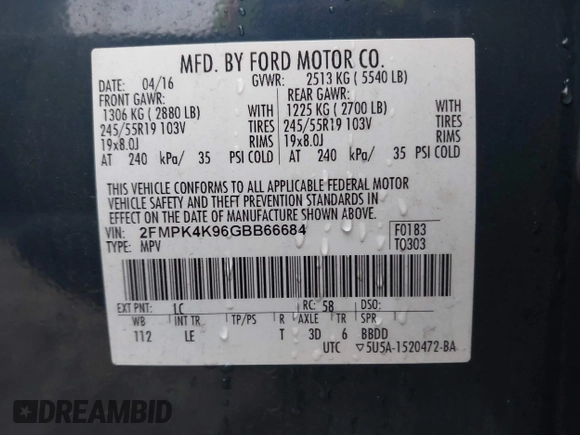 MFD. BY FORD MOTOR CO.
DATE: 04/16 GVWR: 2513 KG ( 5540 LB)
FRONT GAWR: REAR GAWR:
1306 KG ( 2880 LB) WITH 1225 KG ( 2700 LB) WITH
245/55R19 103V TIRES 245/55R19 103V TIRES
19x8.0J RIMS 19x8.0J RIMS
AT 240 kPa/ 35 PSI COLD AT 240 kPa/ 35 PSI COLD
THIS VEHICLE CONFORMS TO ALL APPLICABLE FEDERAL MOTOR
VEHICLE SAFETY AND THEFT PREVENTION STANDARDS IN
EFFECT ON THE DATE OF MANUFACTURE SHOWN ABOVE.
VIN: 2FMPK4K96GBB66684 F0183
TYPE: MPV T0303
EXT PNT: LC RC: 58 DSO:
WB INT TR TP/PS R AXLE TR SPR
112 LE T 3D 6 BBDD
UTC ▽5U5A-1520472-BA
DREAMBID